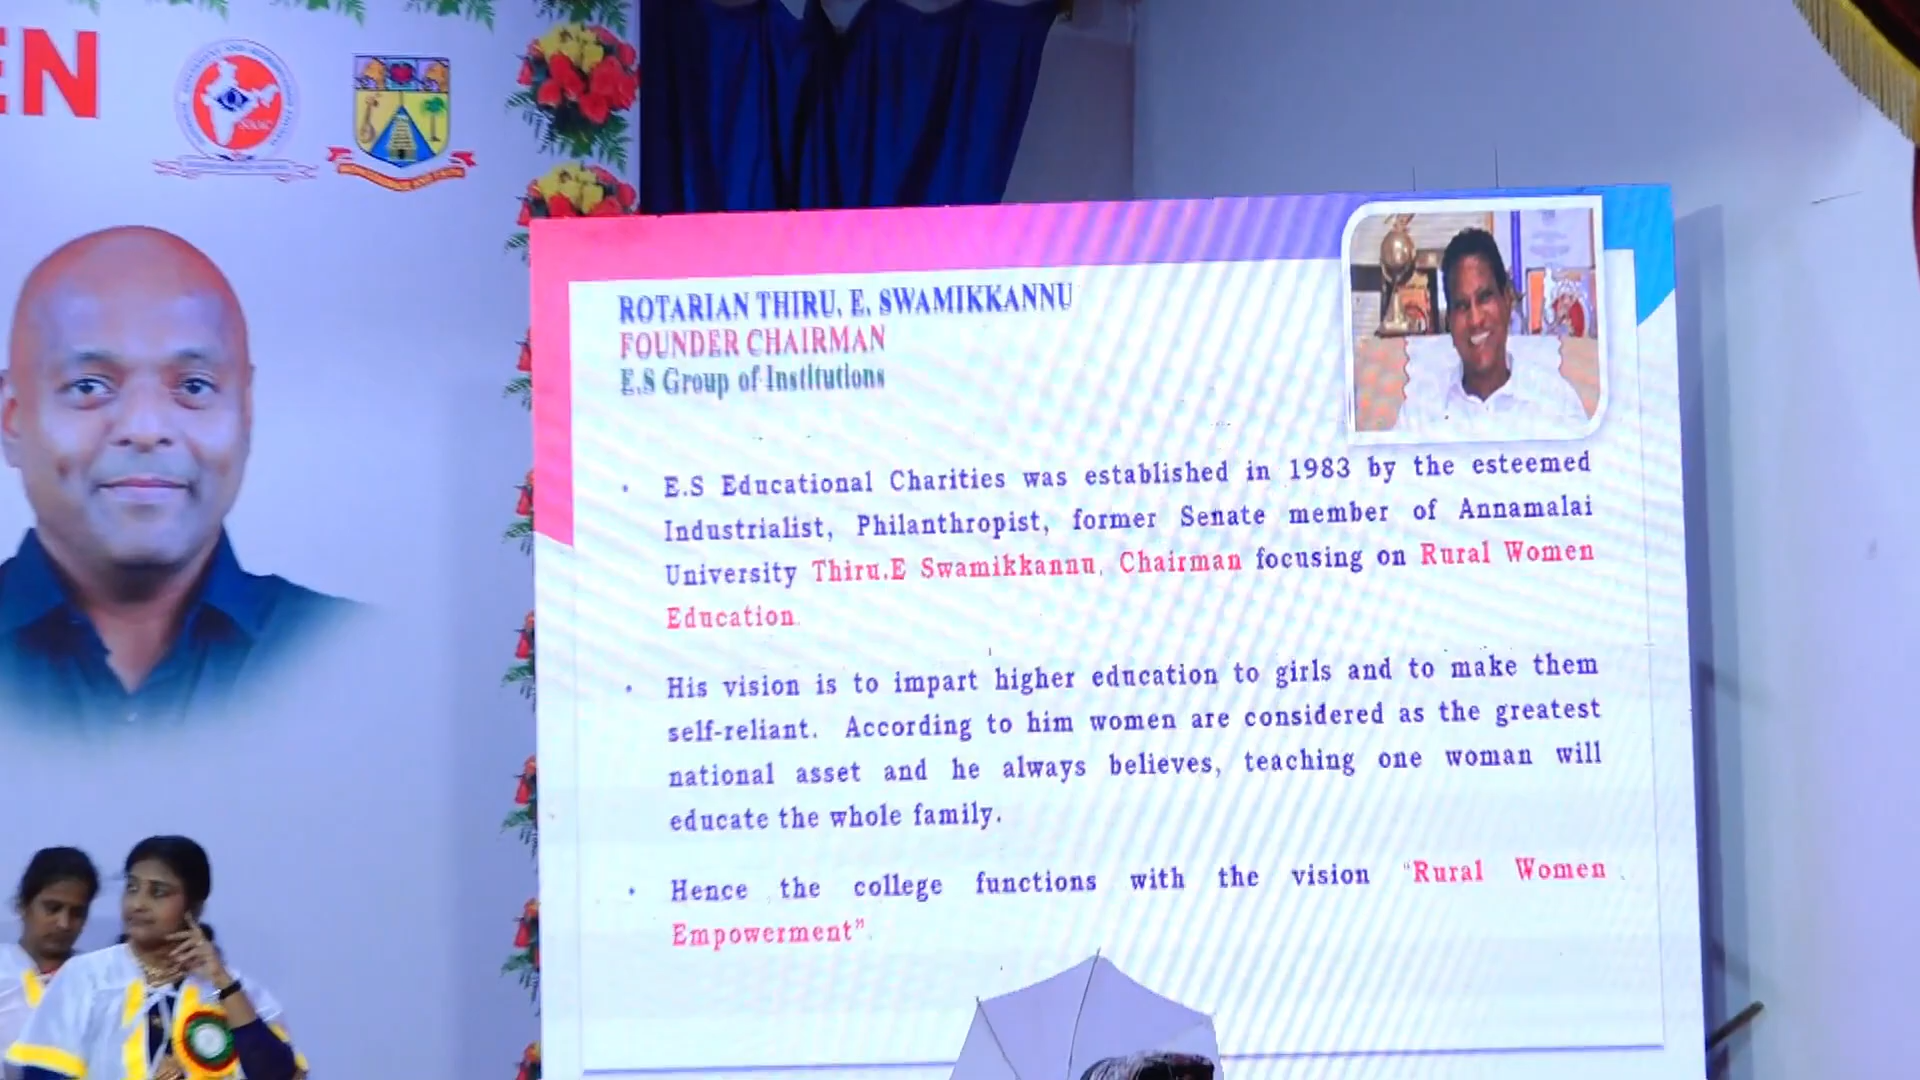 EN
ROTARIAN THIRU. E. SWAMIKKANNU
FOUNDER CHAIRMAN
E.S Group of Institutions
• E.S Educational Charities was established in 1983 by the esteemed
Industrialist, Philanthropist, former Senate member of Annamalai
University Thiru.E Swamikkannu, Chairman focusing on Rural Women
Education.
• His vision is to impart higher education to girls and to make them
self-reliant. According to him women are considered as the greatest
national asset and he always believes, teaching one woman will
educate the whole family.
• Hence the college functions with the vision “Rural Women
Empowerment”.